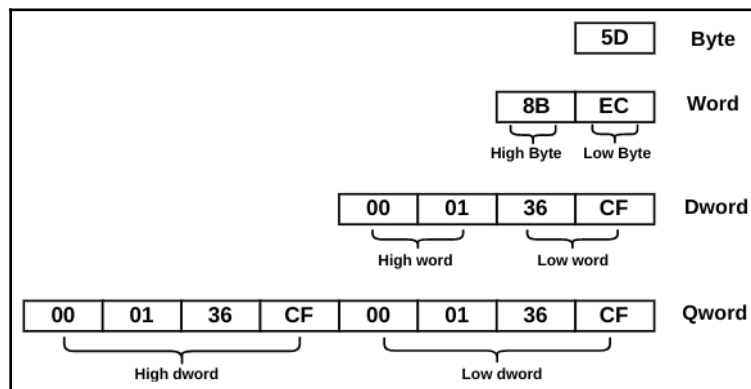 5D Byte
8B EC Word
High Byte Low Byte
00 01 36 CF Dword
High word Low word
00 01 36 CF 00 01 36 CF Qword
High dword Low dword